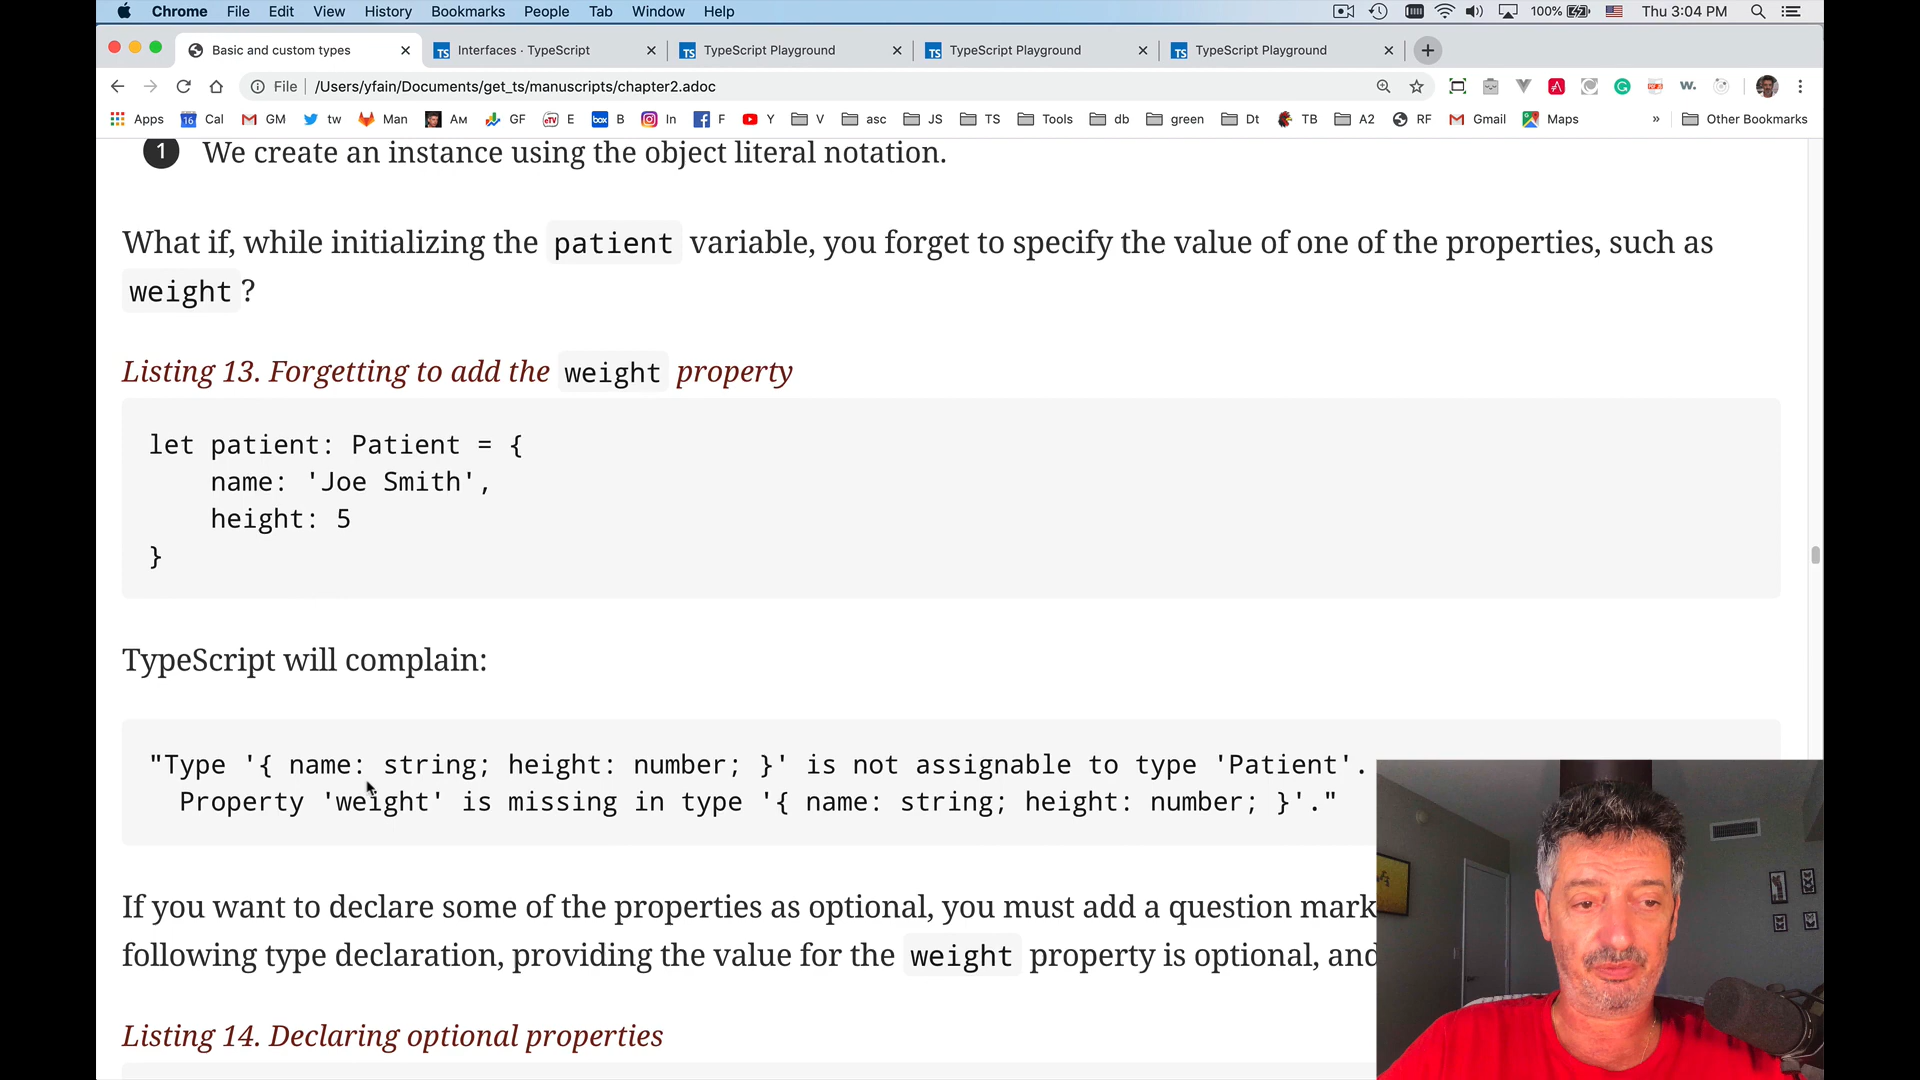 Chrome File Edit View History Bookmarks People Tab Window Help 100% Thu 3:04 PM
Basic and custom types Interfaces · TypeScript TypeScript Playground TypeScript Playground TypeScript Playground
File /Users/yfain/Documents/get_ts/manuscripts/chapter2.adoc
Apps Cal GM tw Man Ам GF E B In F Y V asc JS TS Tools db green Dt TB A2 RF Gmail Maps » Other Bookmarks
1 We create an instance using the object literal notation.
What if, while initializing the patient variable, you forget to specify the value of one of the properties, such as
weight ?
Listing 13. Forgetting to add the weight property
let patient: Patient = {
name: 'Joe Smith',
height: 5
}
TypeScript will complain:
"Type '{ name: string; height: number; }' is not assignable to type 'Patient'.
Property 'weight' is missing in type '{ name: string; height: number; }'."
If you want to declare some of the properties as optional, you must add a question mark
following type declaration, providing the value for the weight property is optional, and
Listing 14. Declaring optional properties